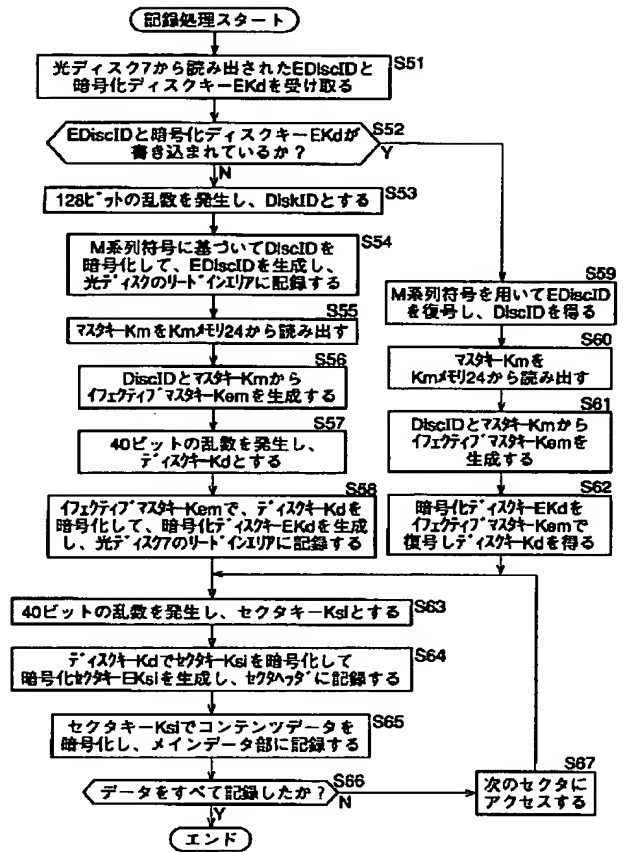 記録処理スタート
S51
光ディスク7から読み出されたEDiscIDと
暗号化ディスクキーEKdを受け取る
S52
EDiscIDと暗号化ディスクキーEKdが
書き込まれているか?
Y
N
S53
128ビットの乱数を発生し、DiskIDとする
S54
M系列符号に基づいてDiscIDを
暗号化して、EDiscIDを生成し、
光ディスクのリードインエリアに記録する
S55
マスタキーKmをKmメモリ24から読み出す
S56
DiscIDとマスタキーKmから
イフェクティブマスタキーKemを生成する
S57
40ビットの乱数を発生し、
ディスクキーKdとする
S58
イフェクティブマスタキーKemで、ディスクキーKdを
暗号化して、暗号化ディスクキーEKdを生成
し、光ディスク7のリードインエリアに記録する
S59
M系列符号を用いてEDiscID
を復号し、DiscIDを得る
S60
マスタキーKmを
Kmメモリ24から読み出す
S61
DiscIDとマスタキーKmから
イフェクティブマスタキーKemを
生成する
S62
暗号化ディスクキーEKdを
イフェクティブマスタキーKemで
復号しディスクキーKdを得る
S63
40ビットの乱数を発生し、セクタキーKsiとする
S64
ディスクキーKdでセクタキーKsiを暗号化して
暗号化セクタキーEKsiを生成し、セクタヘッダに記録する
S65
セクタキーKsiでコンテンツデータを
暗号化し、メインデータ部に記録する
S66
データをすべて記録したか?
N
Y
S67
次のセクタに
アクセスする
エンド